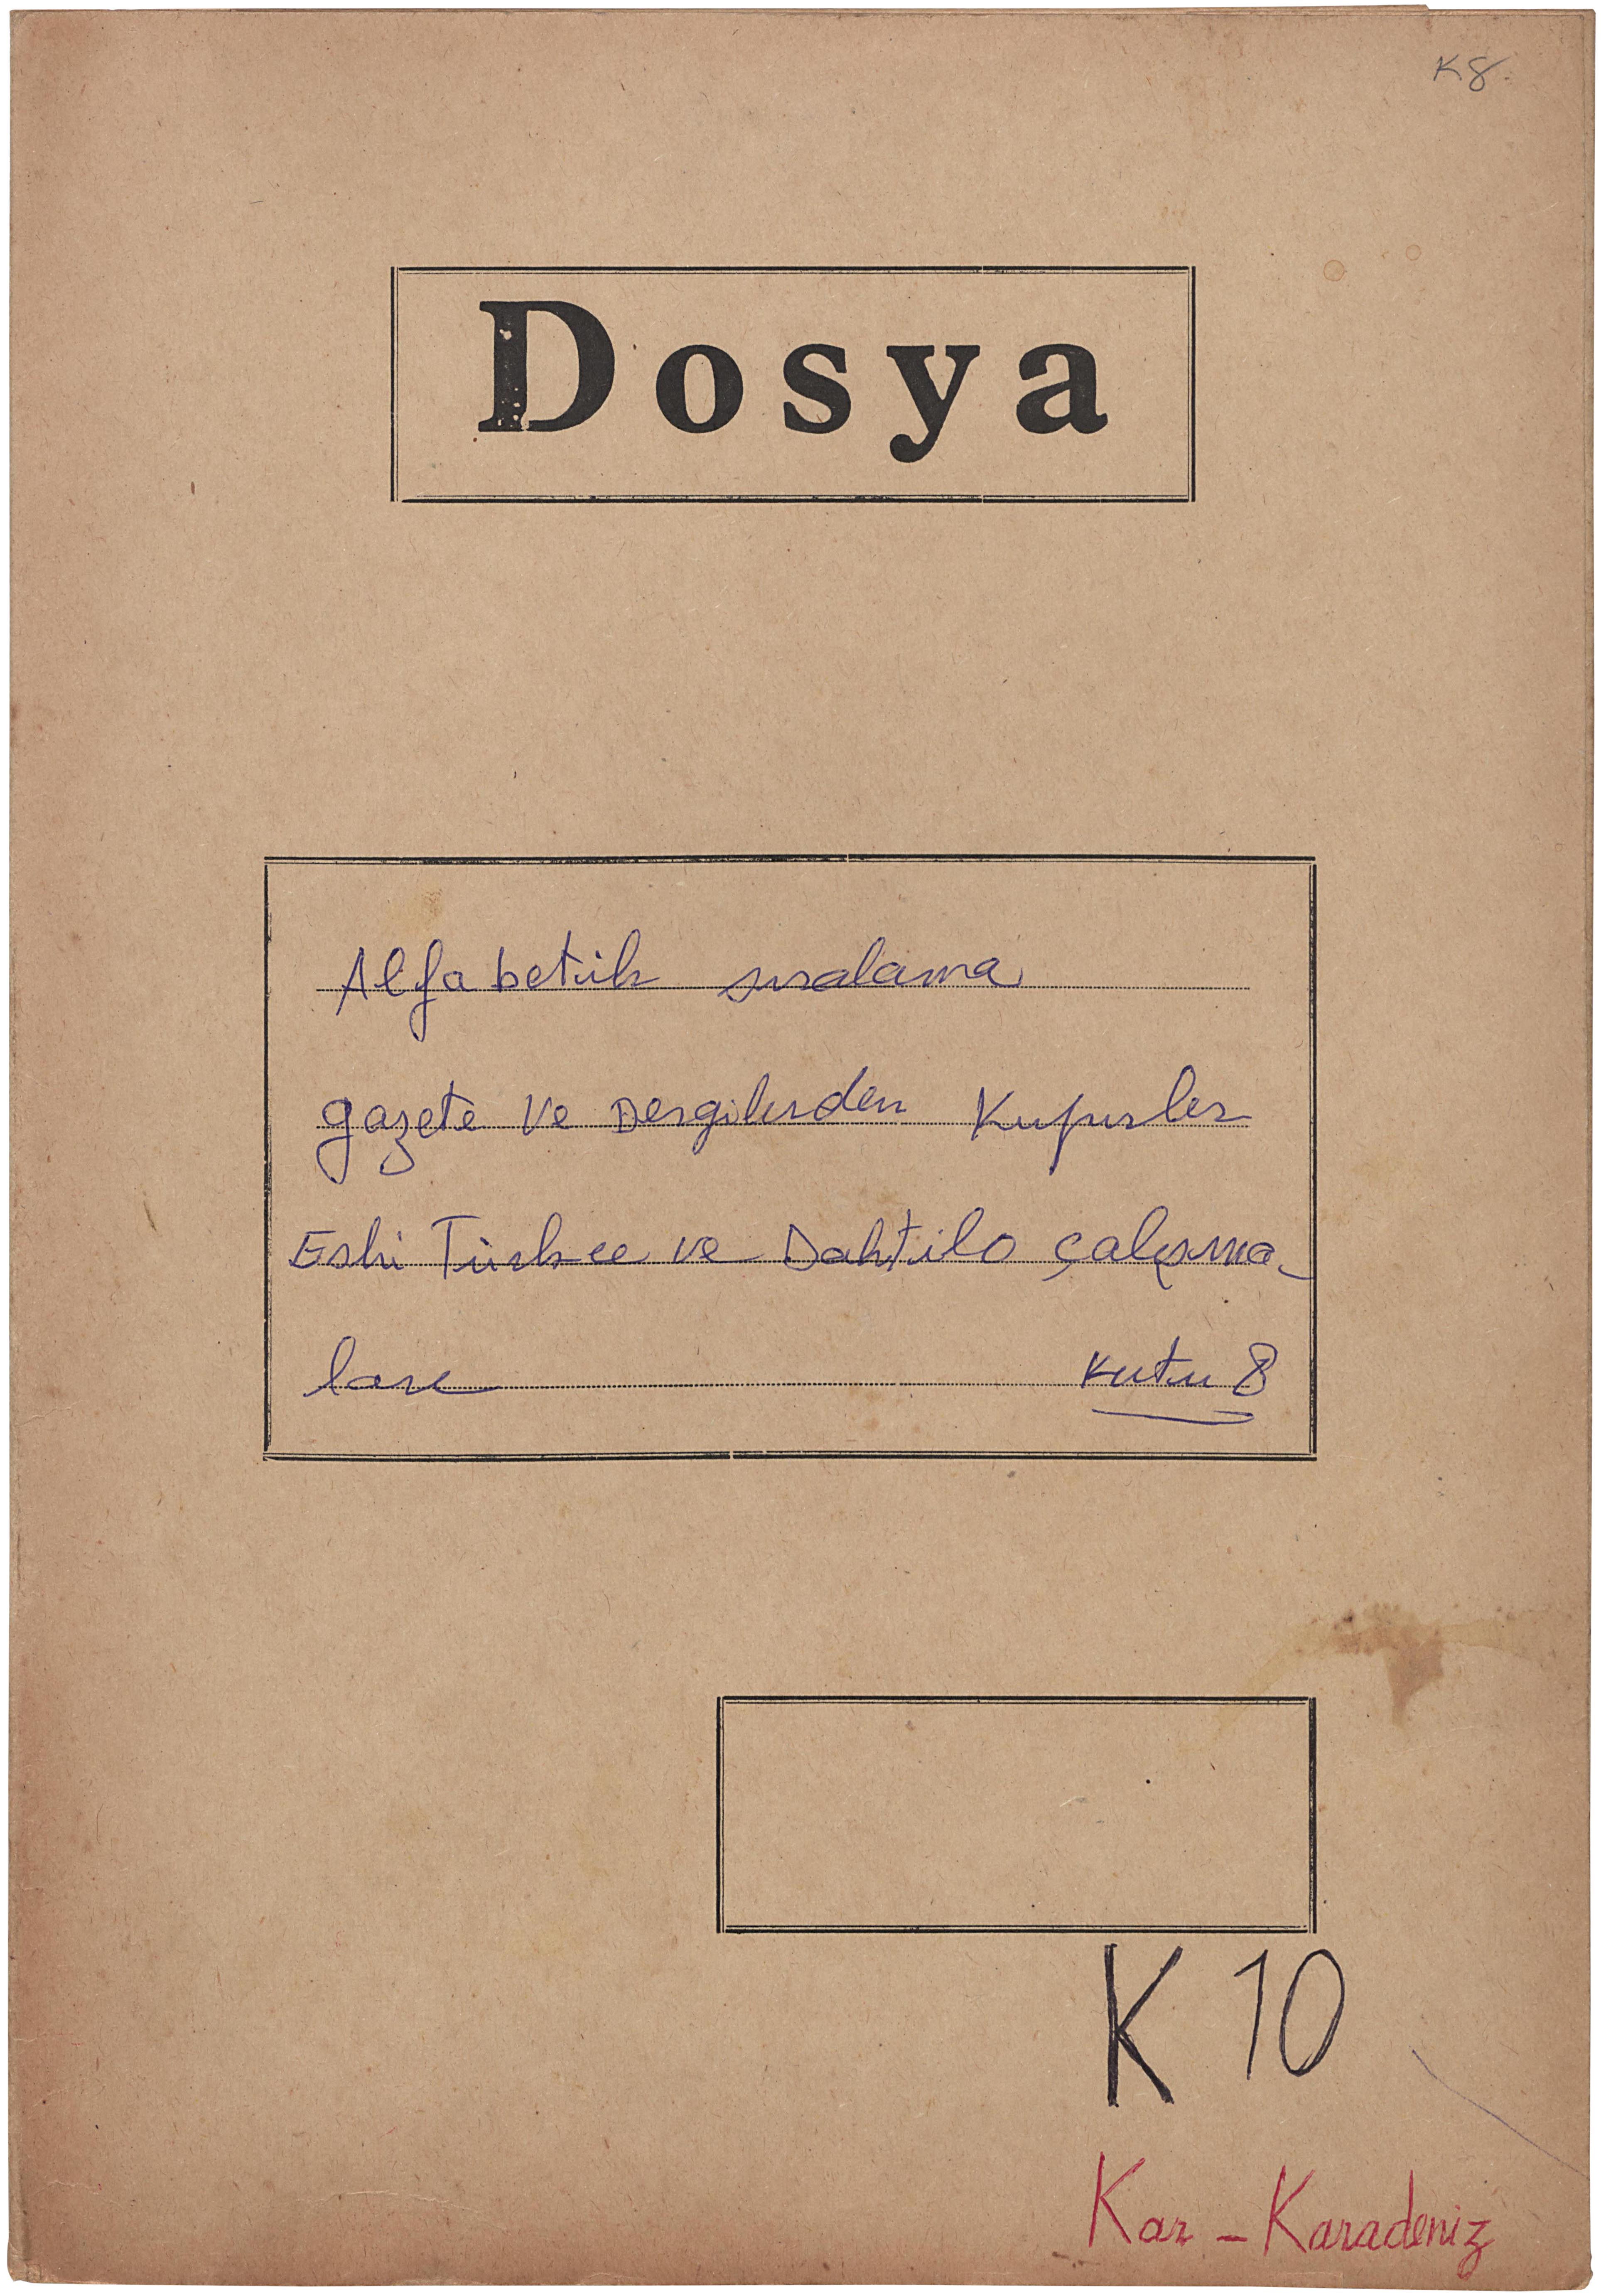 K8.
Dosya
Alfabetik sıralama
gazete ve Dergilerden Kupürler
Eski Türkçe ve Daktilo çalışma-
ları Kutu 8
K 10
Kar - Karadeniz